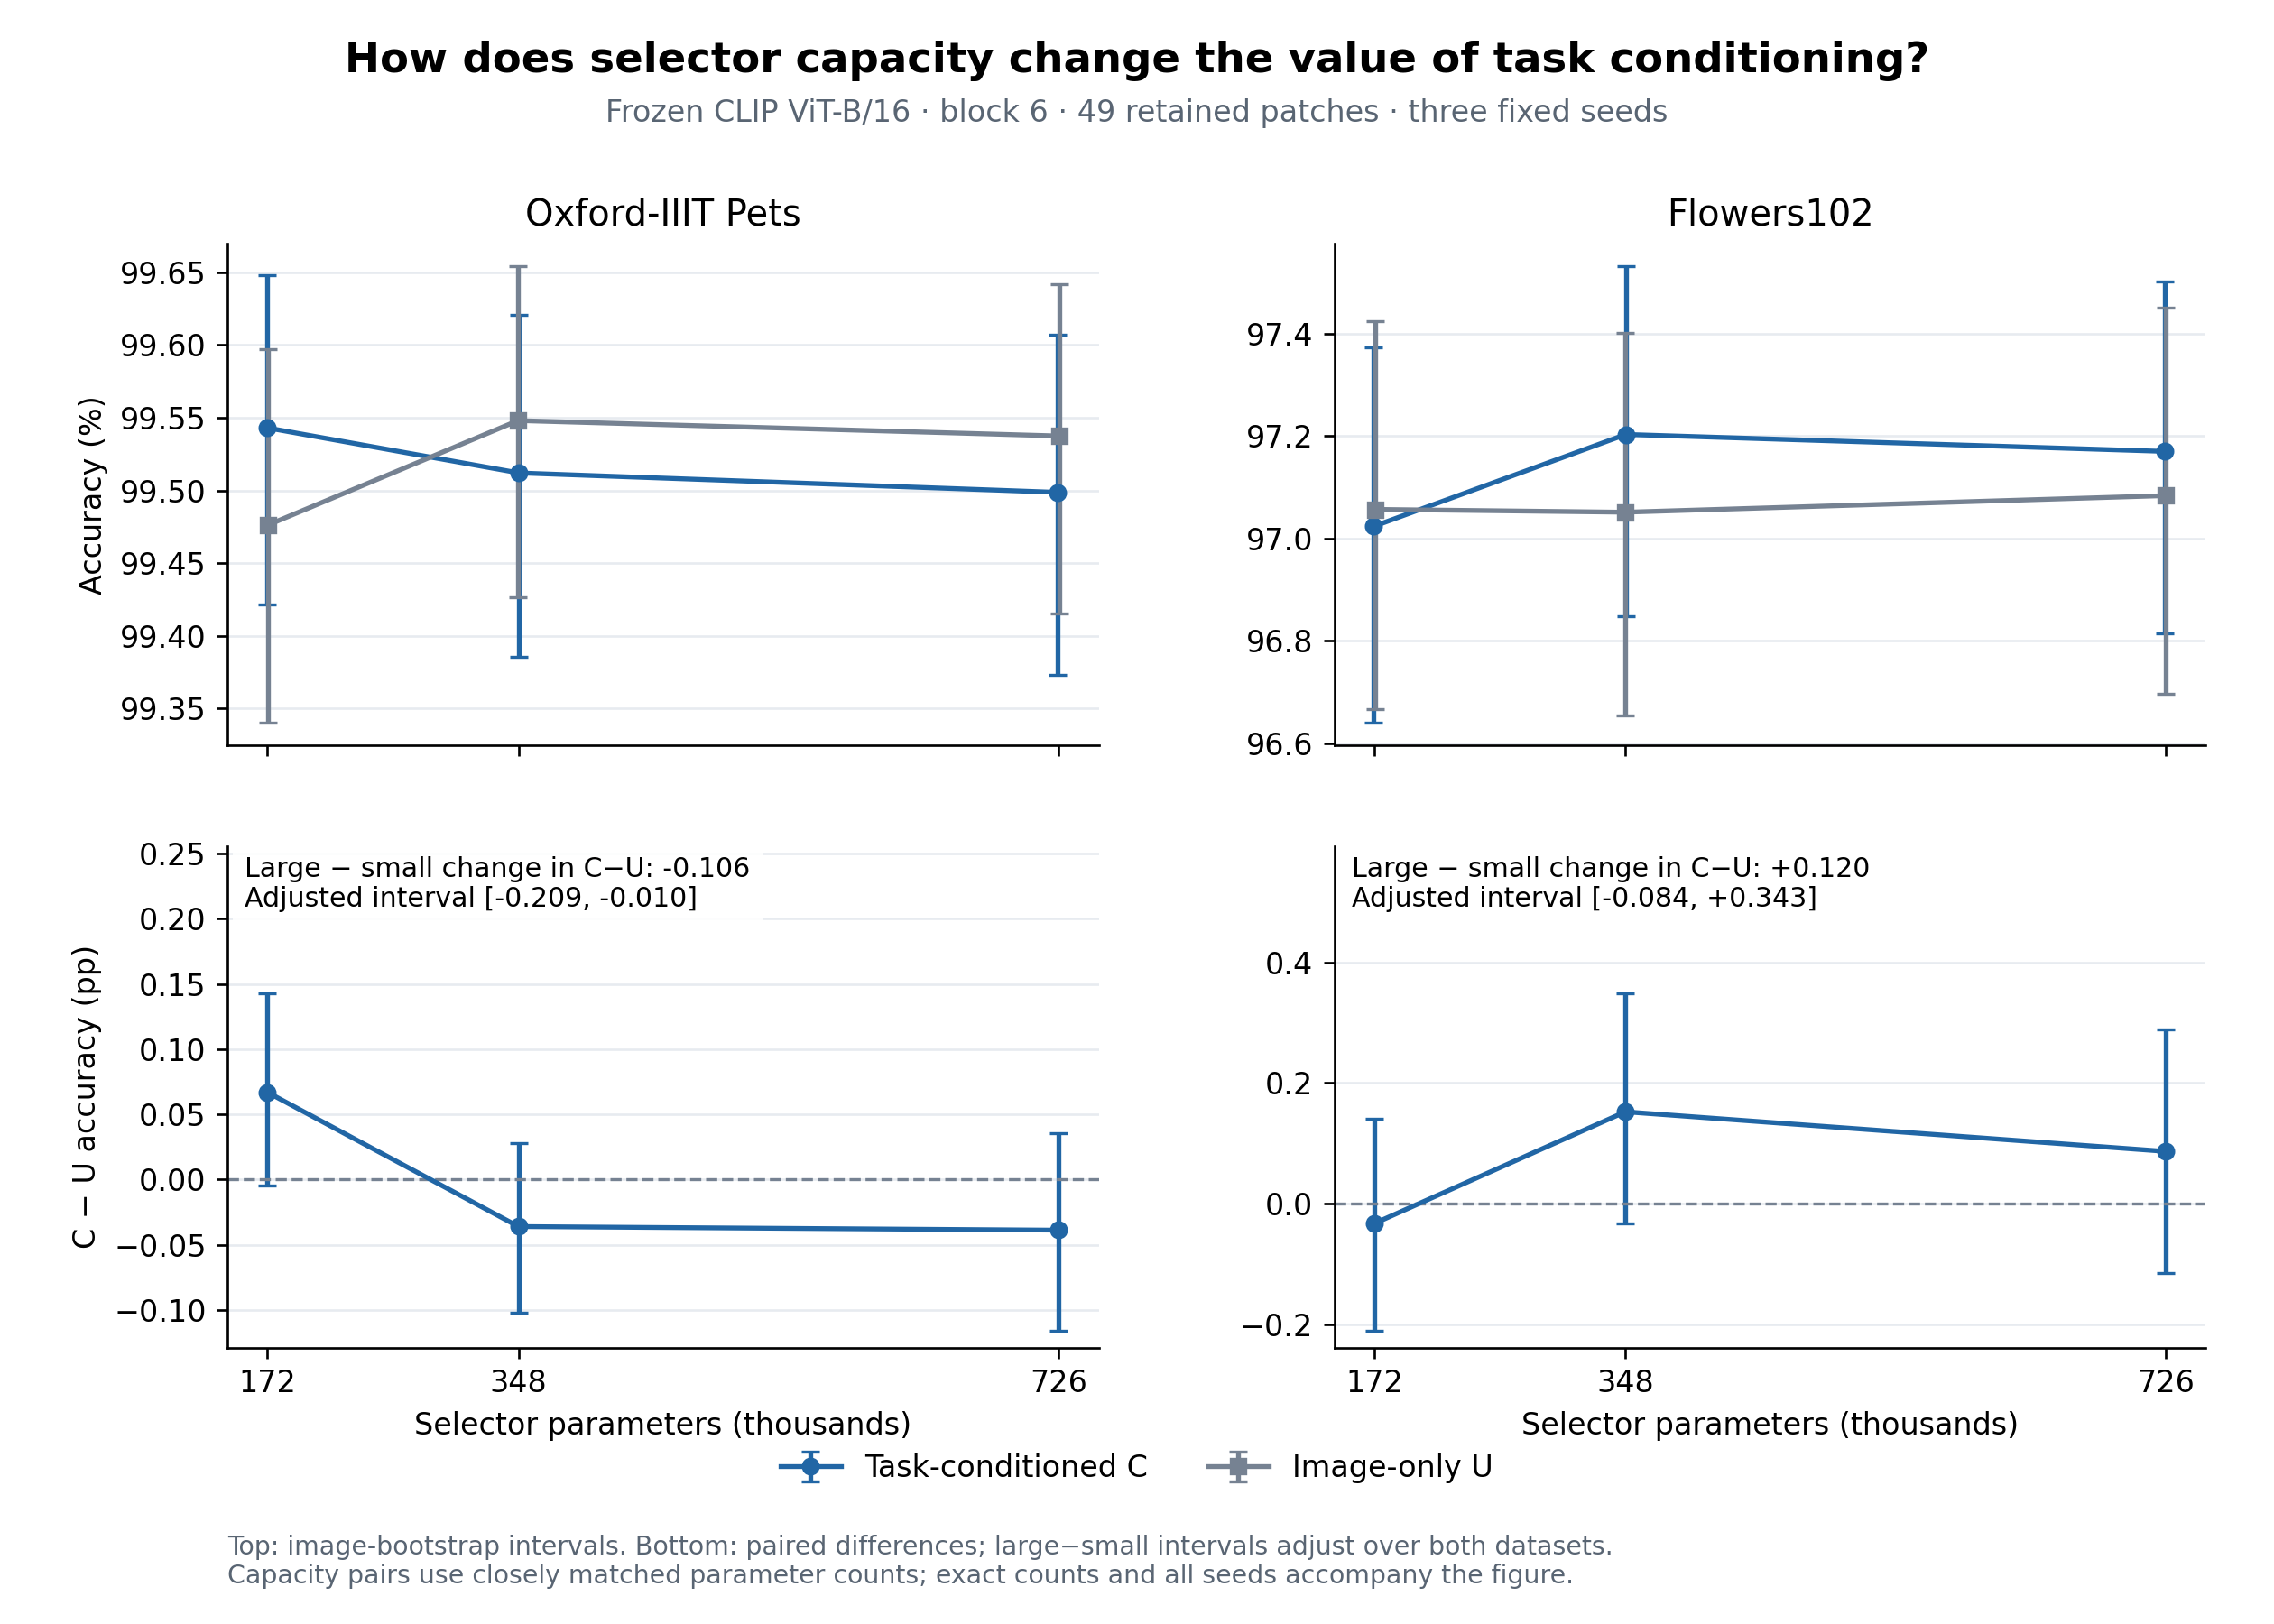 How does selector capacity change the value of task conditioning?
Frozen CLIP ViT-B/16 · block 6 · 49 retained patches · three fixed seeds
Oxford-IIIT Pets
Accuracy (%)
99.65
99.60
99.55
99.50
99.45
99.40
99.35
Flowers102
97.4
97.2
97.0
96.8
96.6
C − U accuracy (pp)
0.25
0.20
0.15
0.10
0.05
0.00
−0.05
−0.10
Large − small change in C−U: -0.106
Adjusted interval [-0.209, -0.010]
172 348 726
Selector parameters (thousands)
0.4
0.2
0.0
−0.2
Large − small change in C−U: +0.120
Adjusted interval [-0.084, +0.343]
172 348 726
Selector parameters (thousands)
Task-conditioned C Image-only U
Top: image-bootstrap intervals. Bottom: paired differences; large−small intervals adjust over both datasets.
Capacity pairs use closely matched parameter counts; exact counts and all seeds accompany the figure.